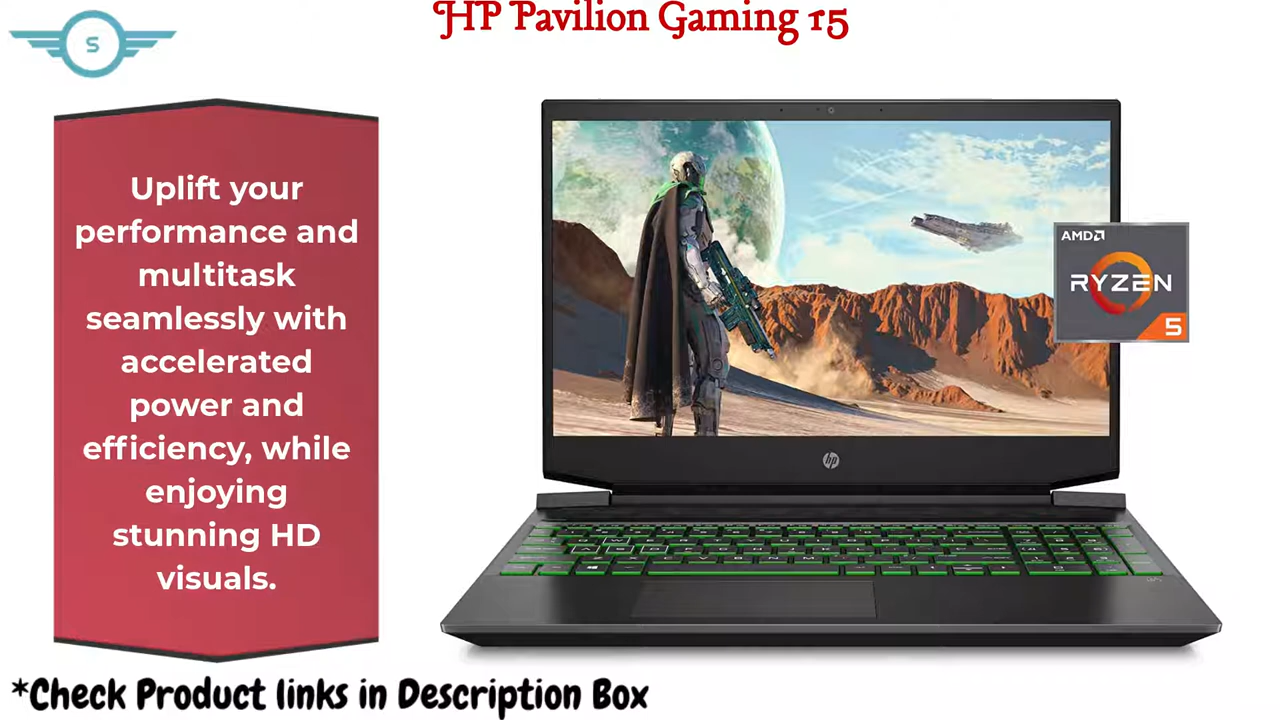 HP Pavilion Gaming 15
S
Uplift your
performance and
multitask
seamlessly with
accelerated
power and
efficiency, while
enjoying
stunning HD
visuals.
AMD
RYZEN
5
hp
*Check Product links in Description Box